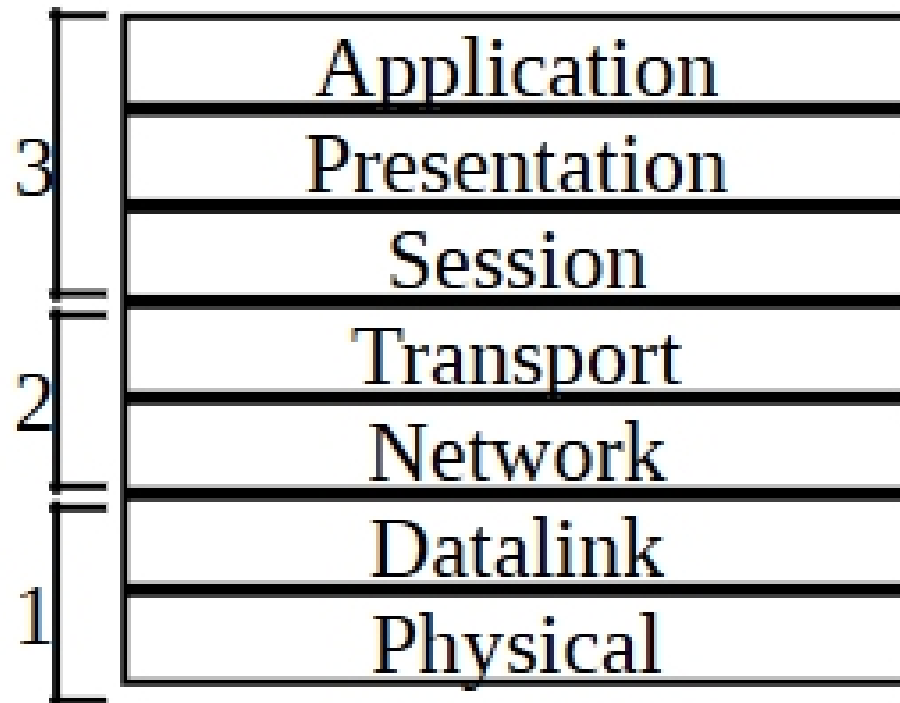 Application
3
Presentation
Session
Transport
2
Network
Datalink
1
Physical